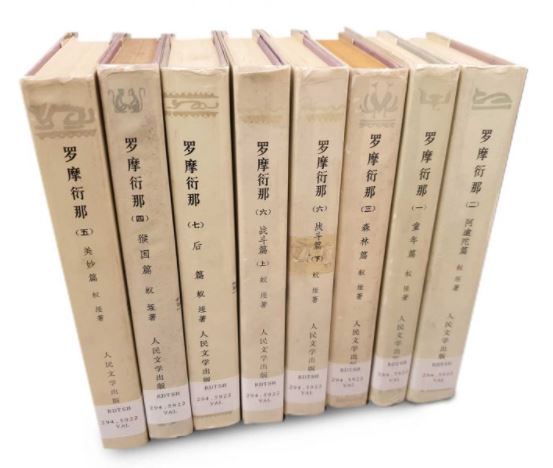 罗摩衍那
（五）
美妙篇
蚁垤著
人民文学出版
RDTSB
294.5922
VAL
罗摩衍那
（四）
猴国篇
蚁垤著
人民文学出版
RDTSB
294.5922
VAL
罗摩衍那
（七）
后 篇
蚁垤著
人民文学出版
RDTSB
294.5922
VAL
罗摩衍那
（六）
战斗篇
（上）
蚁垤著
人民文学出版
RDTSB
294.5922
VAL
罗摩衍那
（六）
战斗篇
（下）
蚁垤著
人民文学出版
RDTSB
294.5922
VAL
罗摩衍那
（三）
森林篇
蚁垤著
人民文学出版
RDTSB
294.5922
VAL
罗摩衍那
（一）
童年篇
蚁垤著
人民文学出版
RDTSB
294.5922
VAL
罗摩衍那
（二）
阿逾陀篇
蚁垤著
人民文学出版
RDTSB
294.5922
VAL